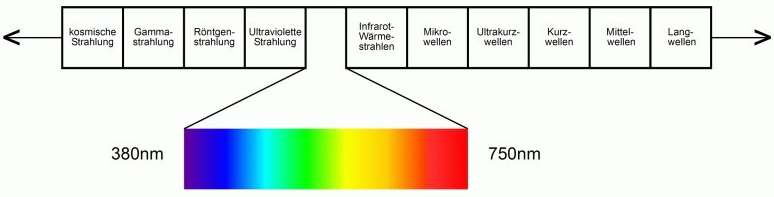 kosmische
Strahlung
Gamma-
strahlung
Röntgen-
strahlung
Ultraviolette
Strahlung
Infrarot-
Wärme-
strahlen
Mikro-
wellen
Ultrakurz-
wellen
Kurz-
wellen
Mittel-
wellen
Lang-
wellen
380nm
750nm